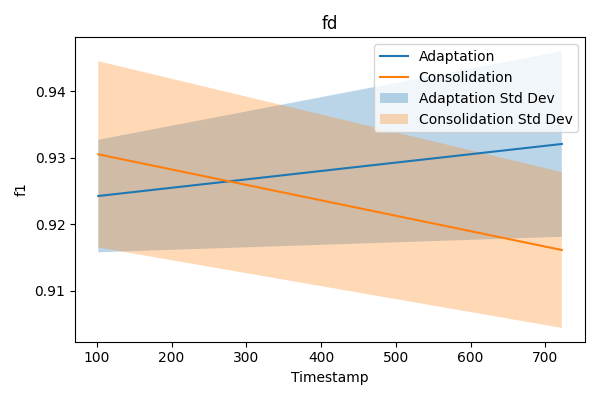 fd
Adaptation
Consolidation
Adaptation Std Dev
Consolidation Std Dev
f1
0.94
0.93
0.92
0.91
100 200 300 400 500 600 700
Timestamp